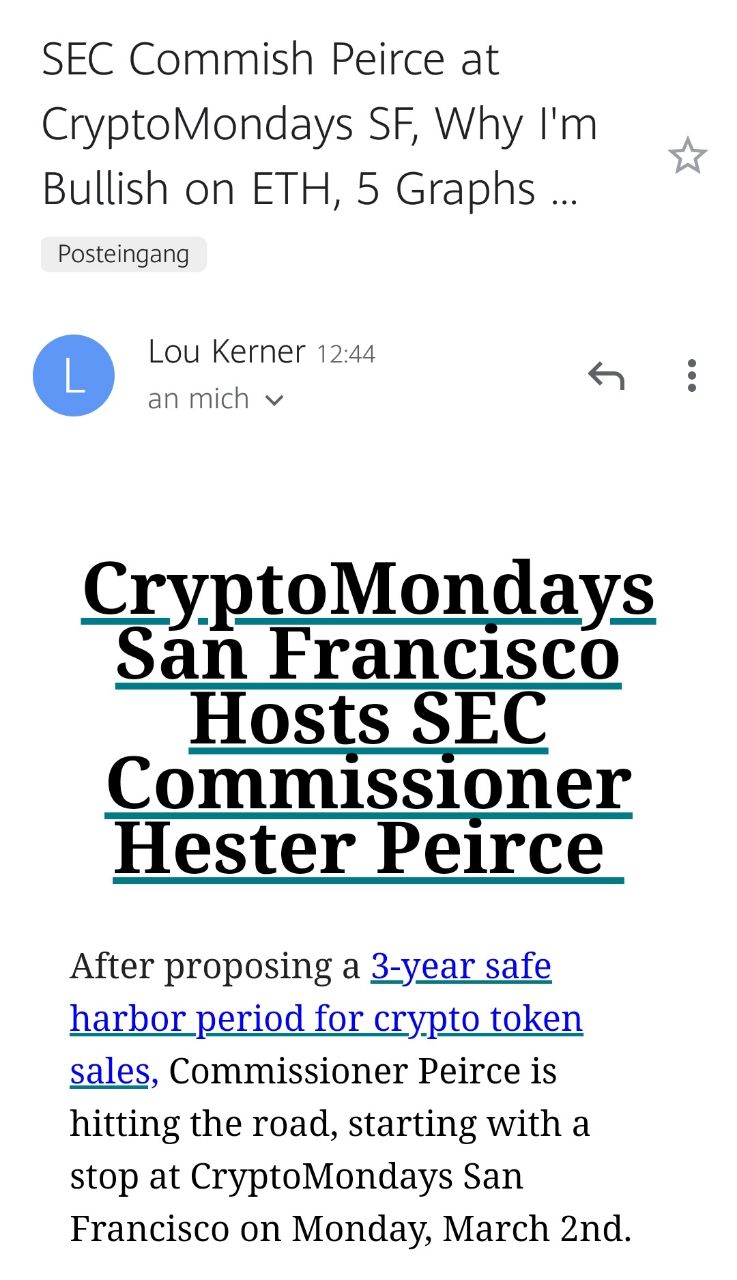 SEC Commish Peirce at
CryptoMondays SF, Why I'm
Bullish on ETH, 5 Graphs ...
Posteingang
L
Lou Kerner 12:44
an mich
CryptoMondays
San Francisco
Hosts SEC
Commissioner
Hester Peirce
After proposing a 3-year safe
harbor period for crypto token
sales, Commissioner Peirce is
hitting the road, starting with a
stop at CryptoMondays San
Francisco on Monday, March 2nd.